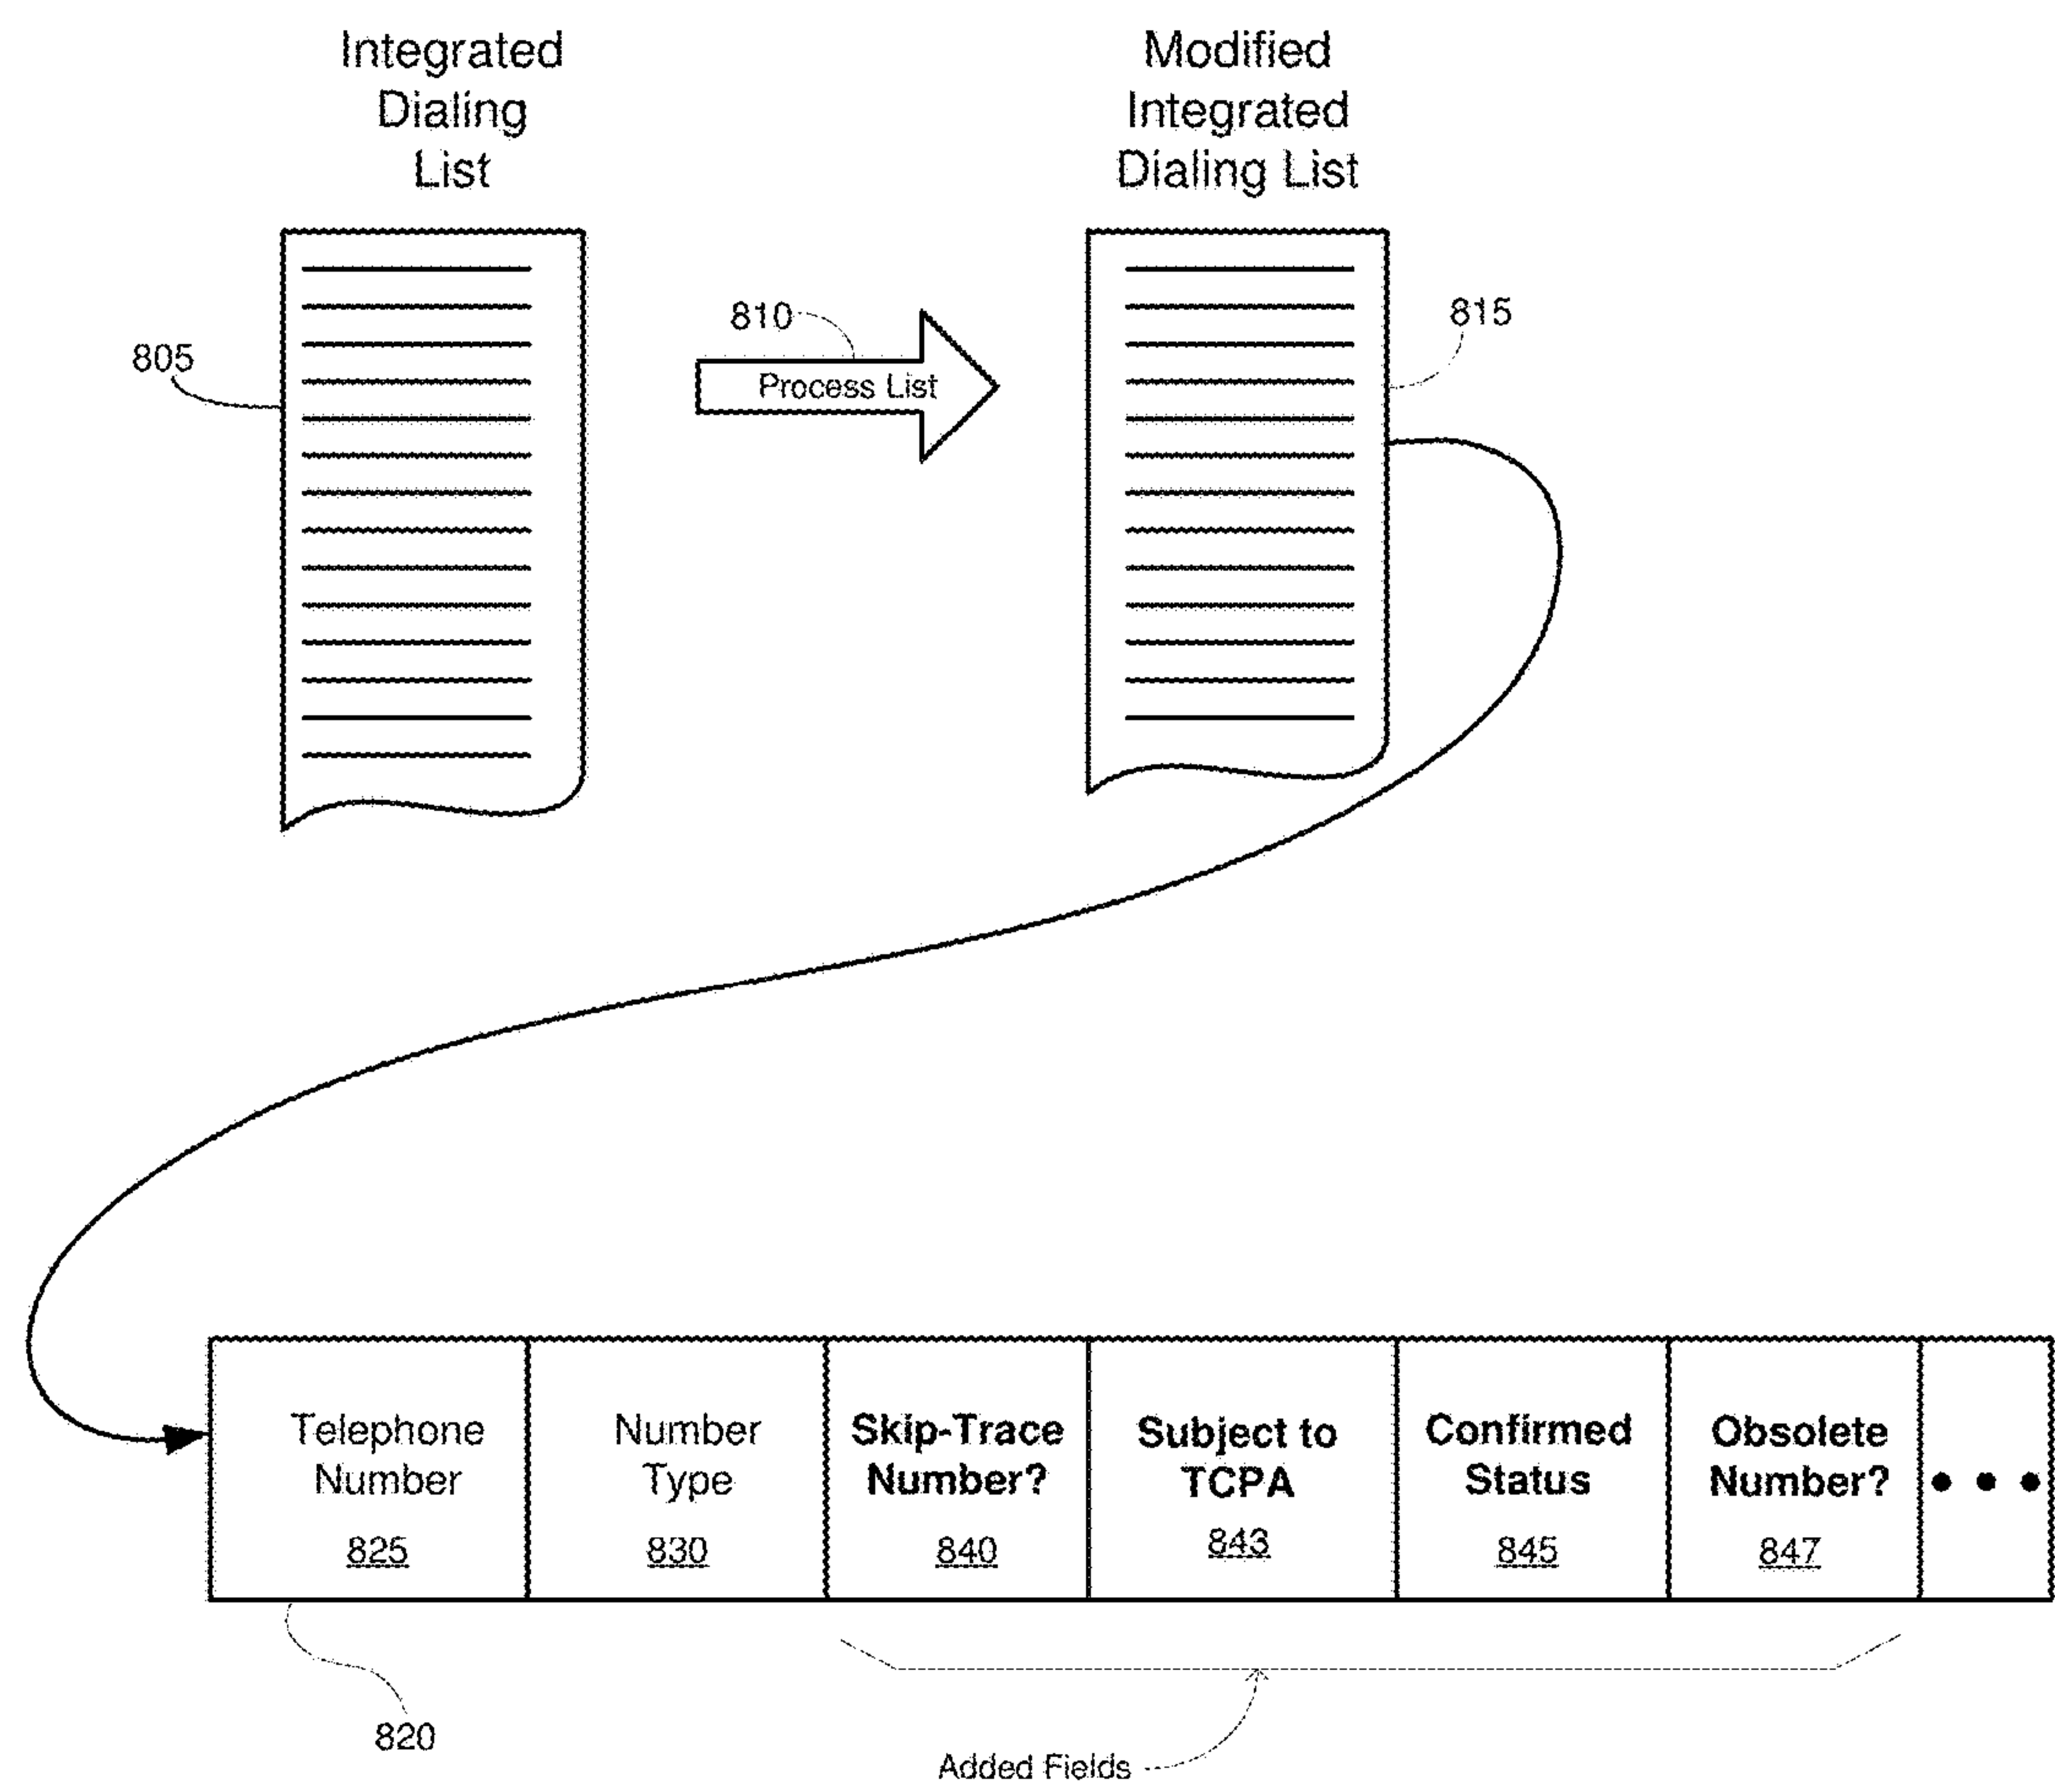 Integrated
Dialing
List
Modified
Integrated
Dialing List
805
810
Process List
815
Telephone
Number
825
Number
Type
830
Skip-Trace
Number?
840
Subject to
TCPA
843
Confirmed
Status
845
Obsolete
Number?
847
• • •
820
Added Fields